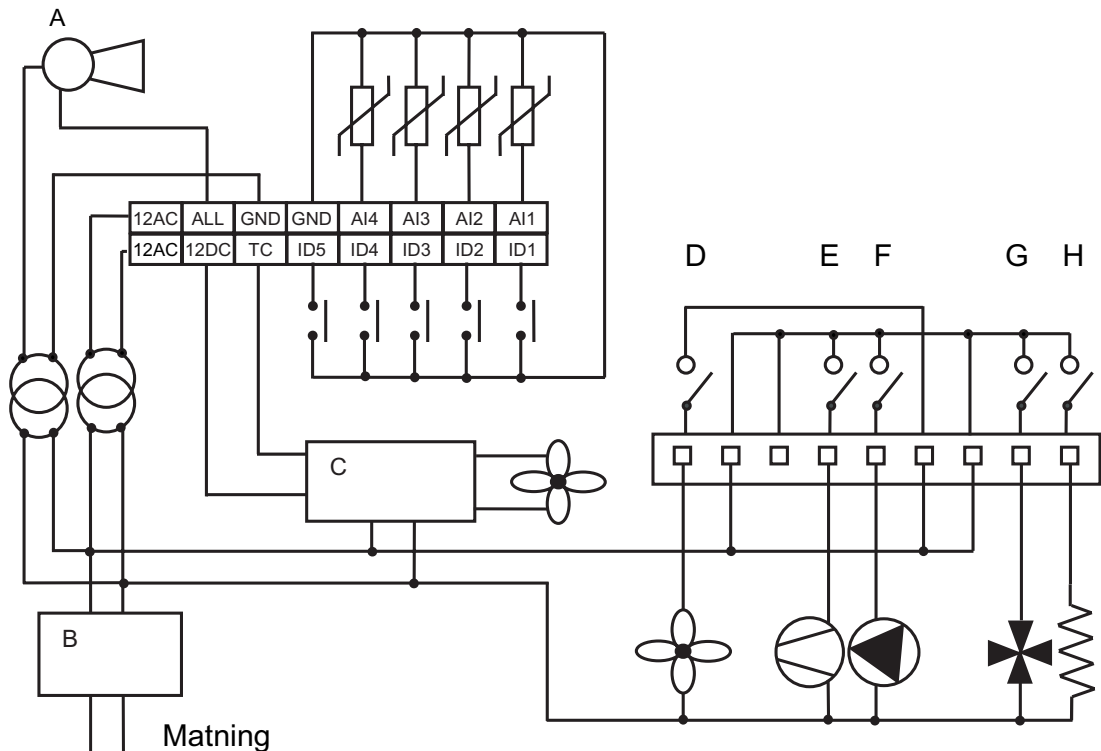 A
12AC ALL GND GND AI4 AI3 AI2 AI1
12AC 12DC TC ID5 ID4 ID3 ID2 ID1
D E F G H
C
B
Matning